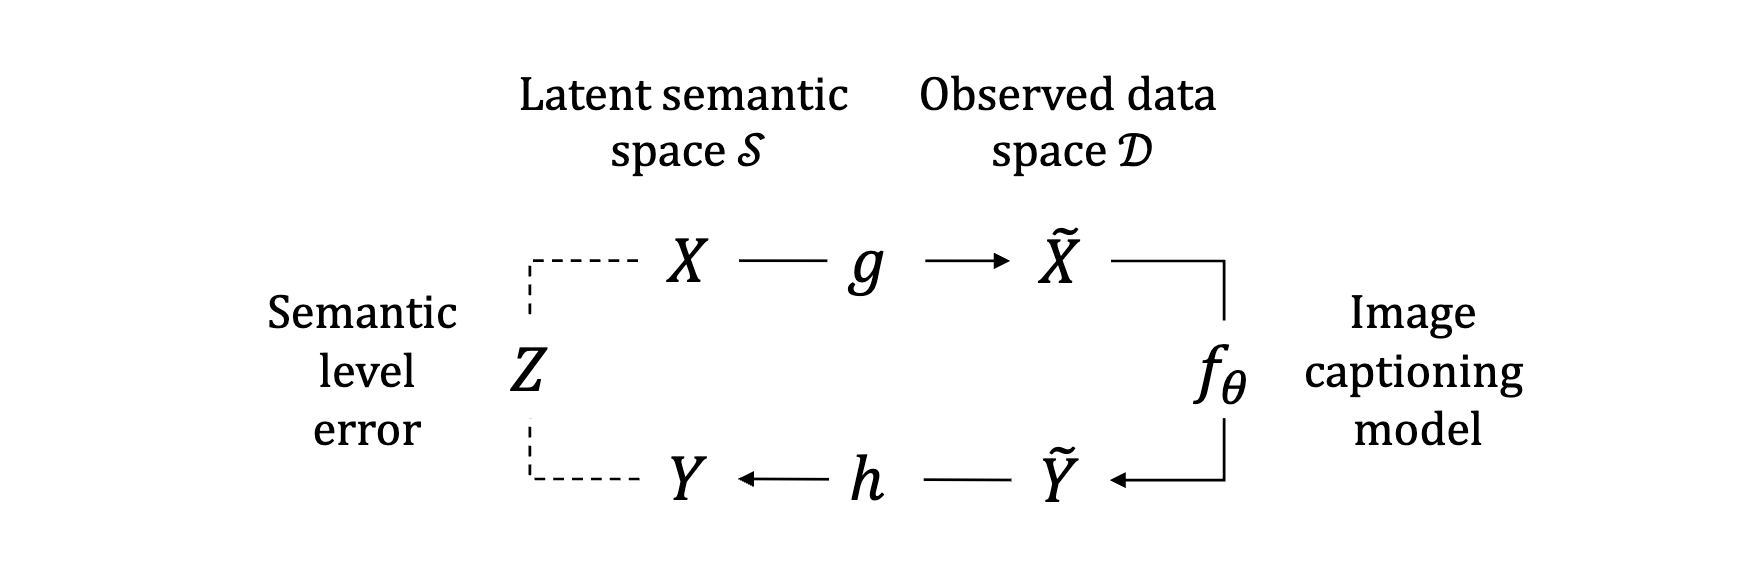 Latent semantic
space 𝒮
Observed data
space 𝒟
X g X̃
Semantic
level
error
Z
f_θ
Image
captioning
model
Y h Ỹ